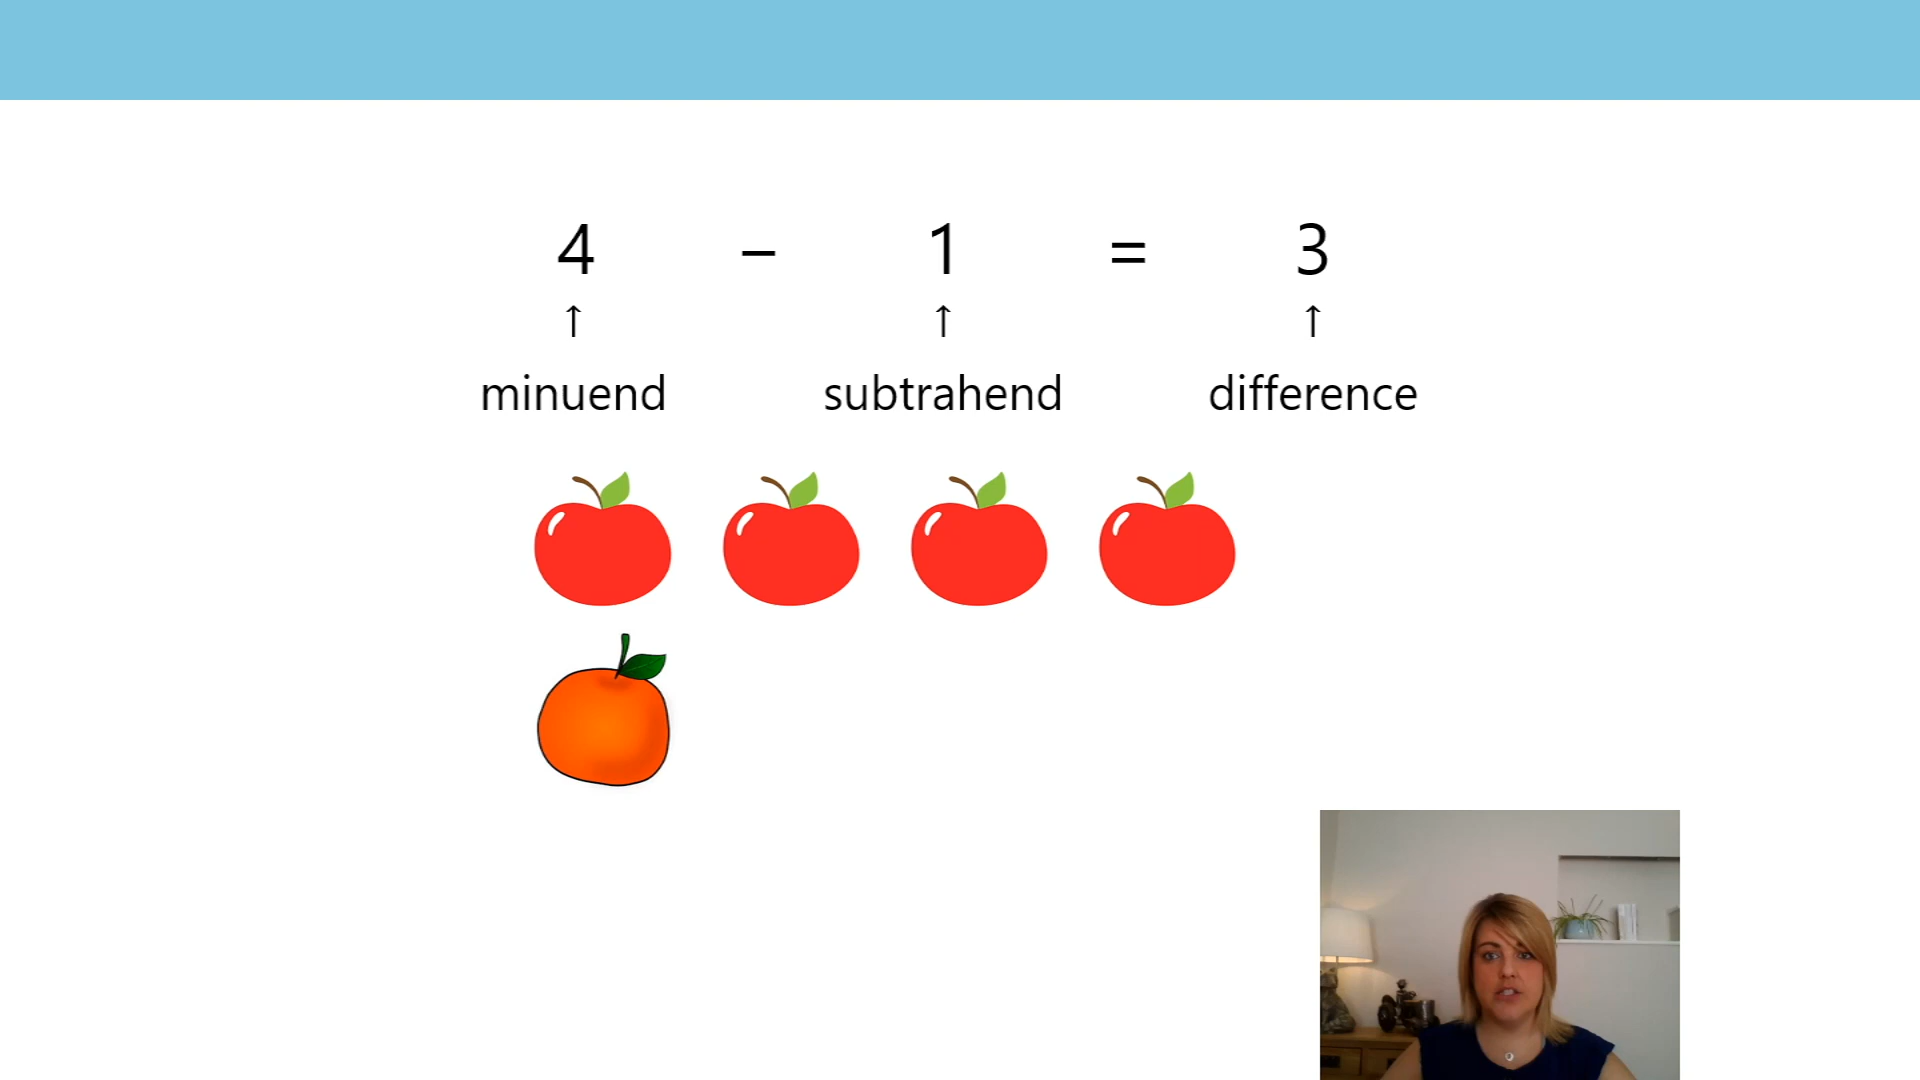 4 – 1 = 3
↑ ↑ ↑
minuend subtrahend difference